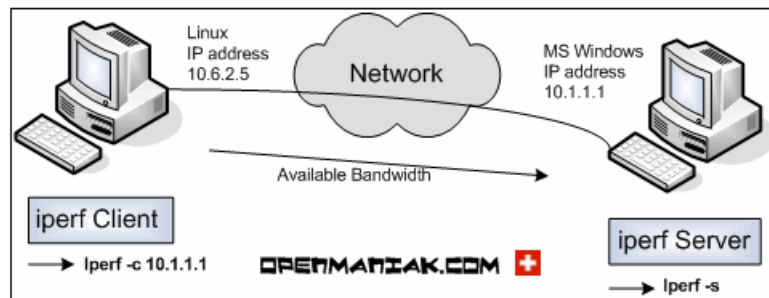 Linux
IP address
10.6.2.5
Network
MS Windows
IP address
10.1.1.1
Available Bandwidth
iperf Client
Iperf -c 10.1.1.1
OPENMANIAK.COM
iperf Server
Iperf -s